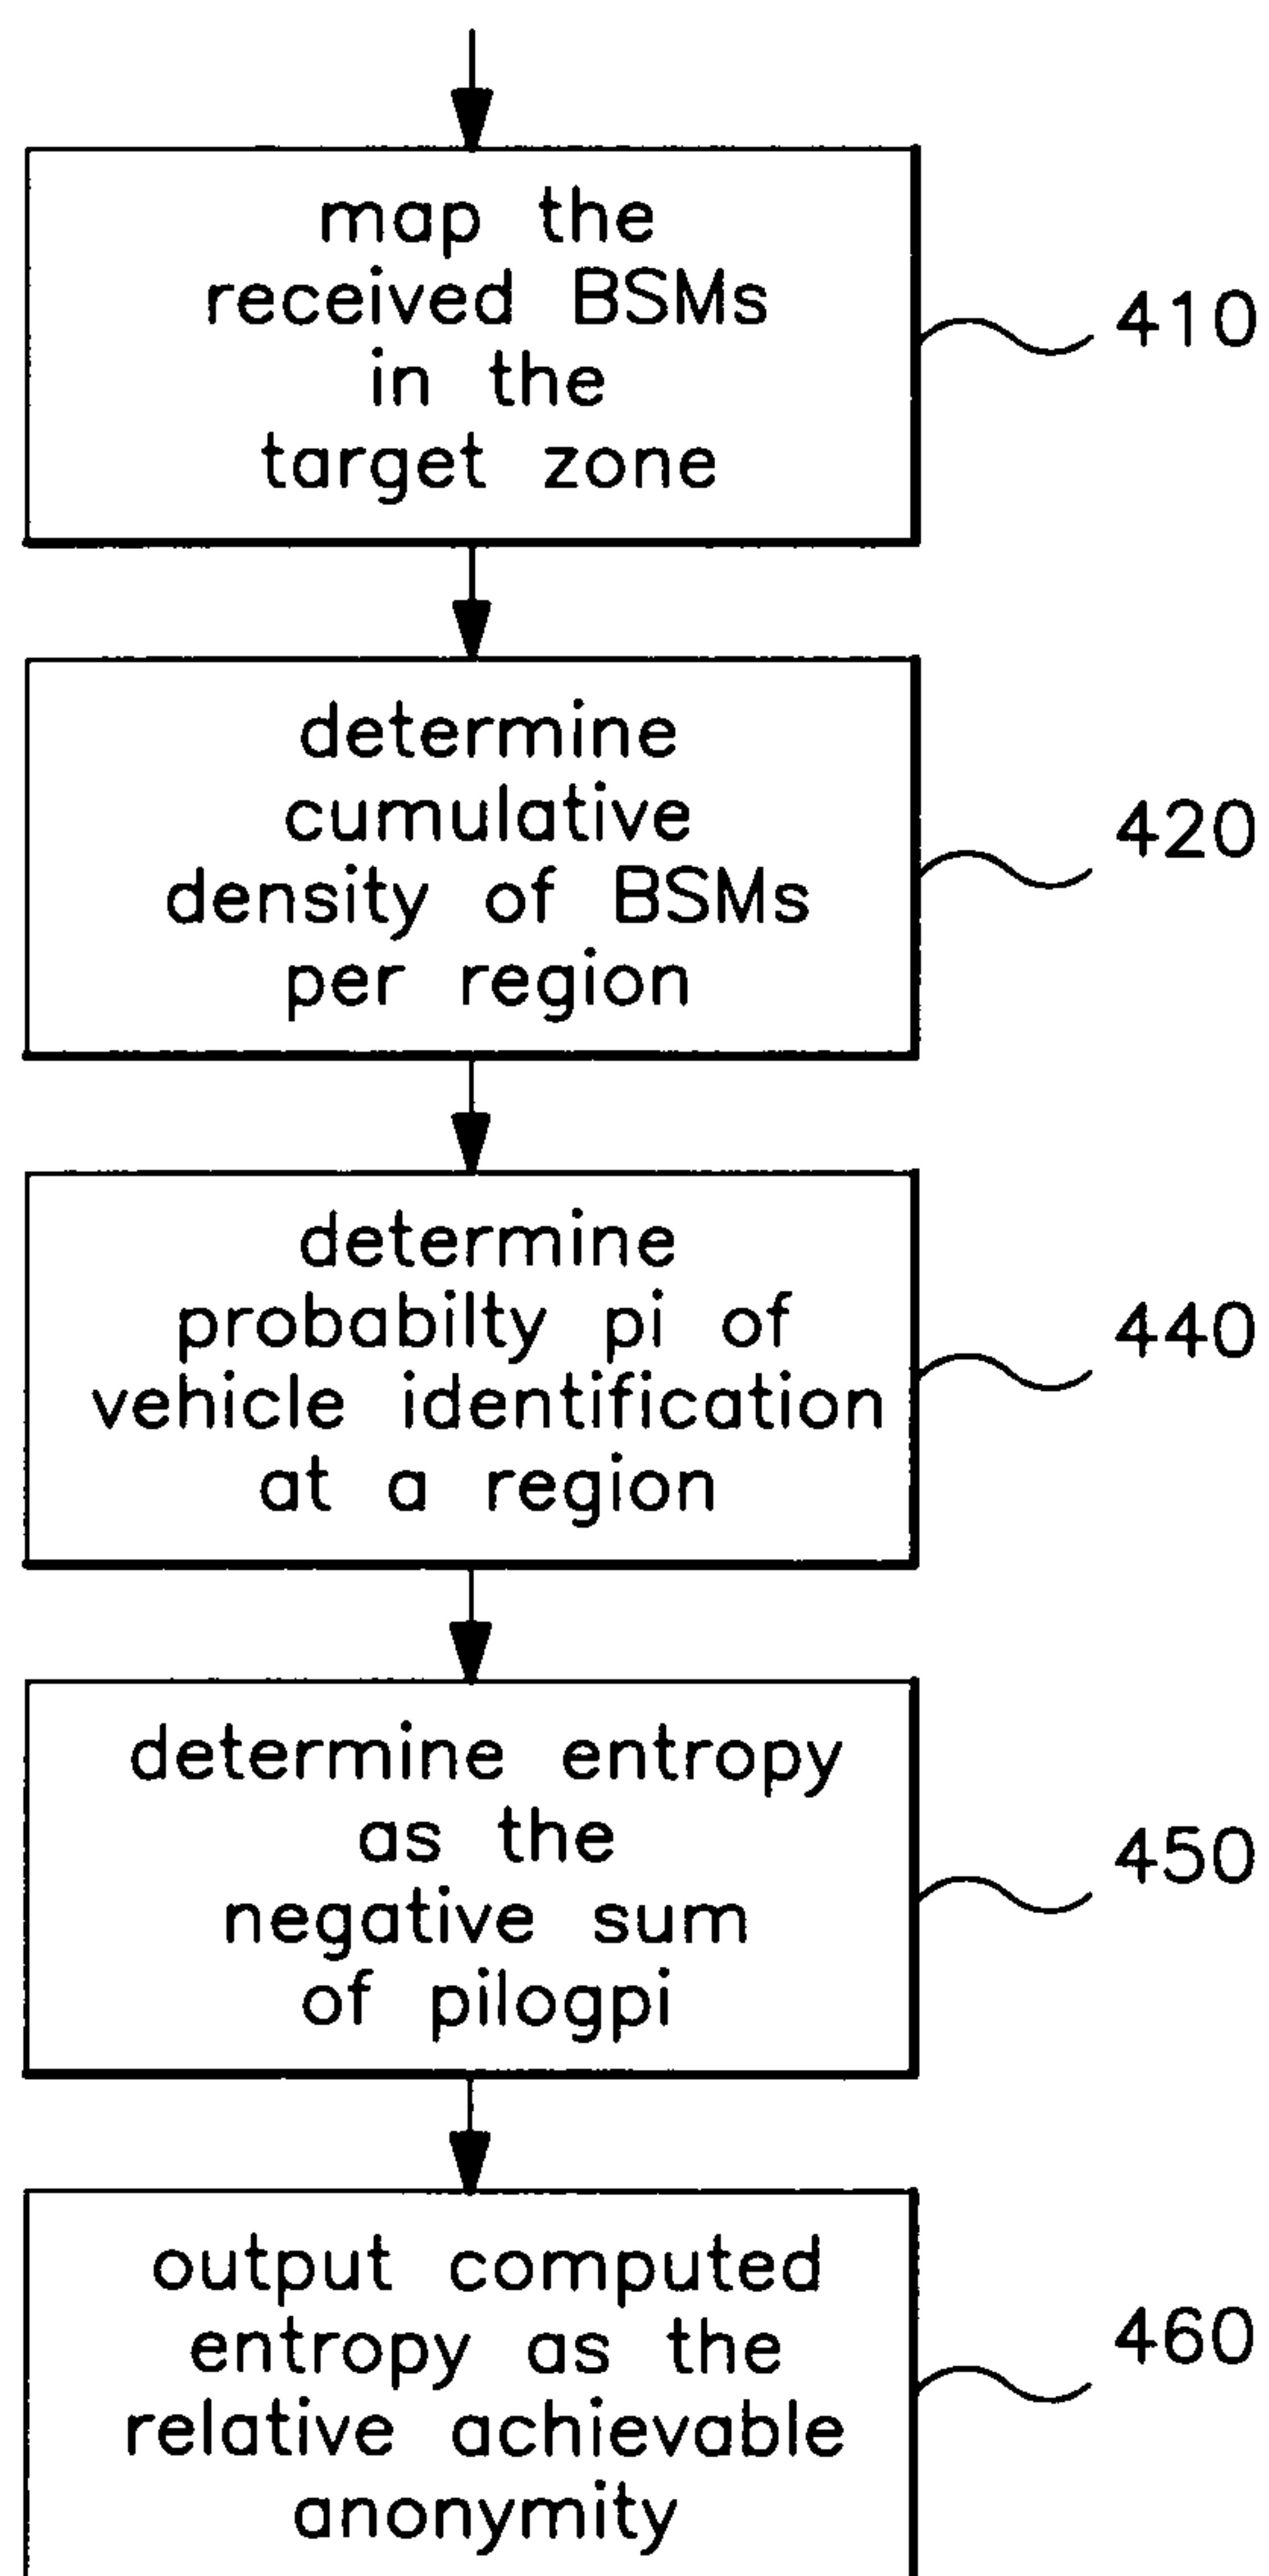 map the
received BSMs
in the
target zone
410
determine
cumulative
density of BSMs
per region
420
determine
probabilty pi of
vehicle identification
at a region
440
determine entropy
as the
negative sum
of pilogpi
450
output computed
entropy as the
relative achievable
anonymity
460